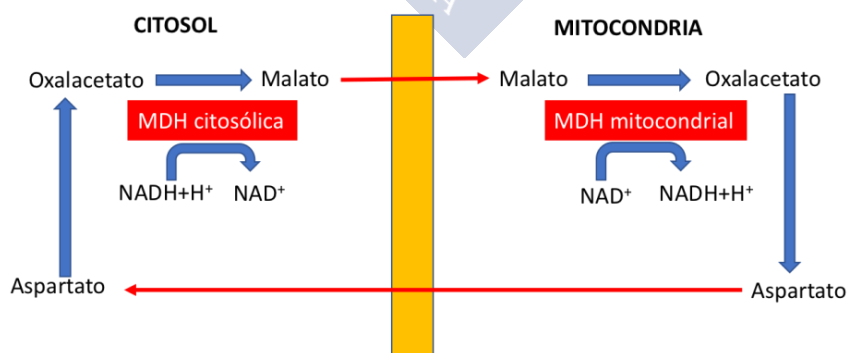 CITOSOL
MITOCONDRIA
Oxalacetato
Malato
Malato
Oxalacetato
MDH citosólica
MDH mitocondrial
NADH+H⁺
NAD⁺
NAD⁺
NADH+H⁺
Aspartato
Aspartato